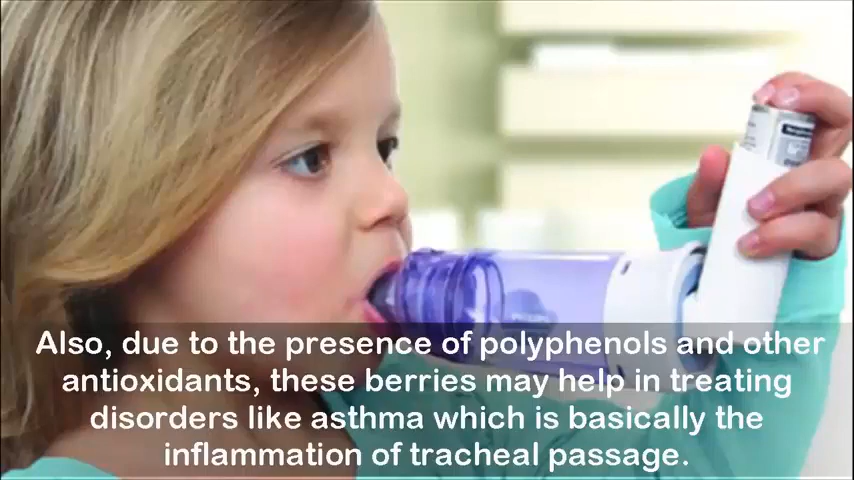 Also, due to the presence of polyphenols and other
antioxidants, these berries may help in treating
disorders like asthma which is basically the
inflammation of tracheal passage.